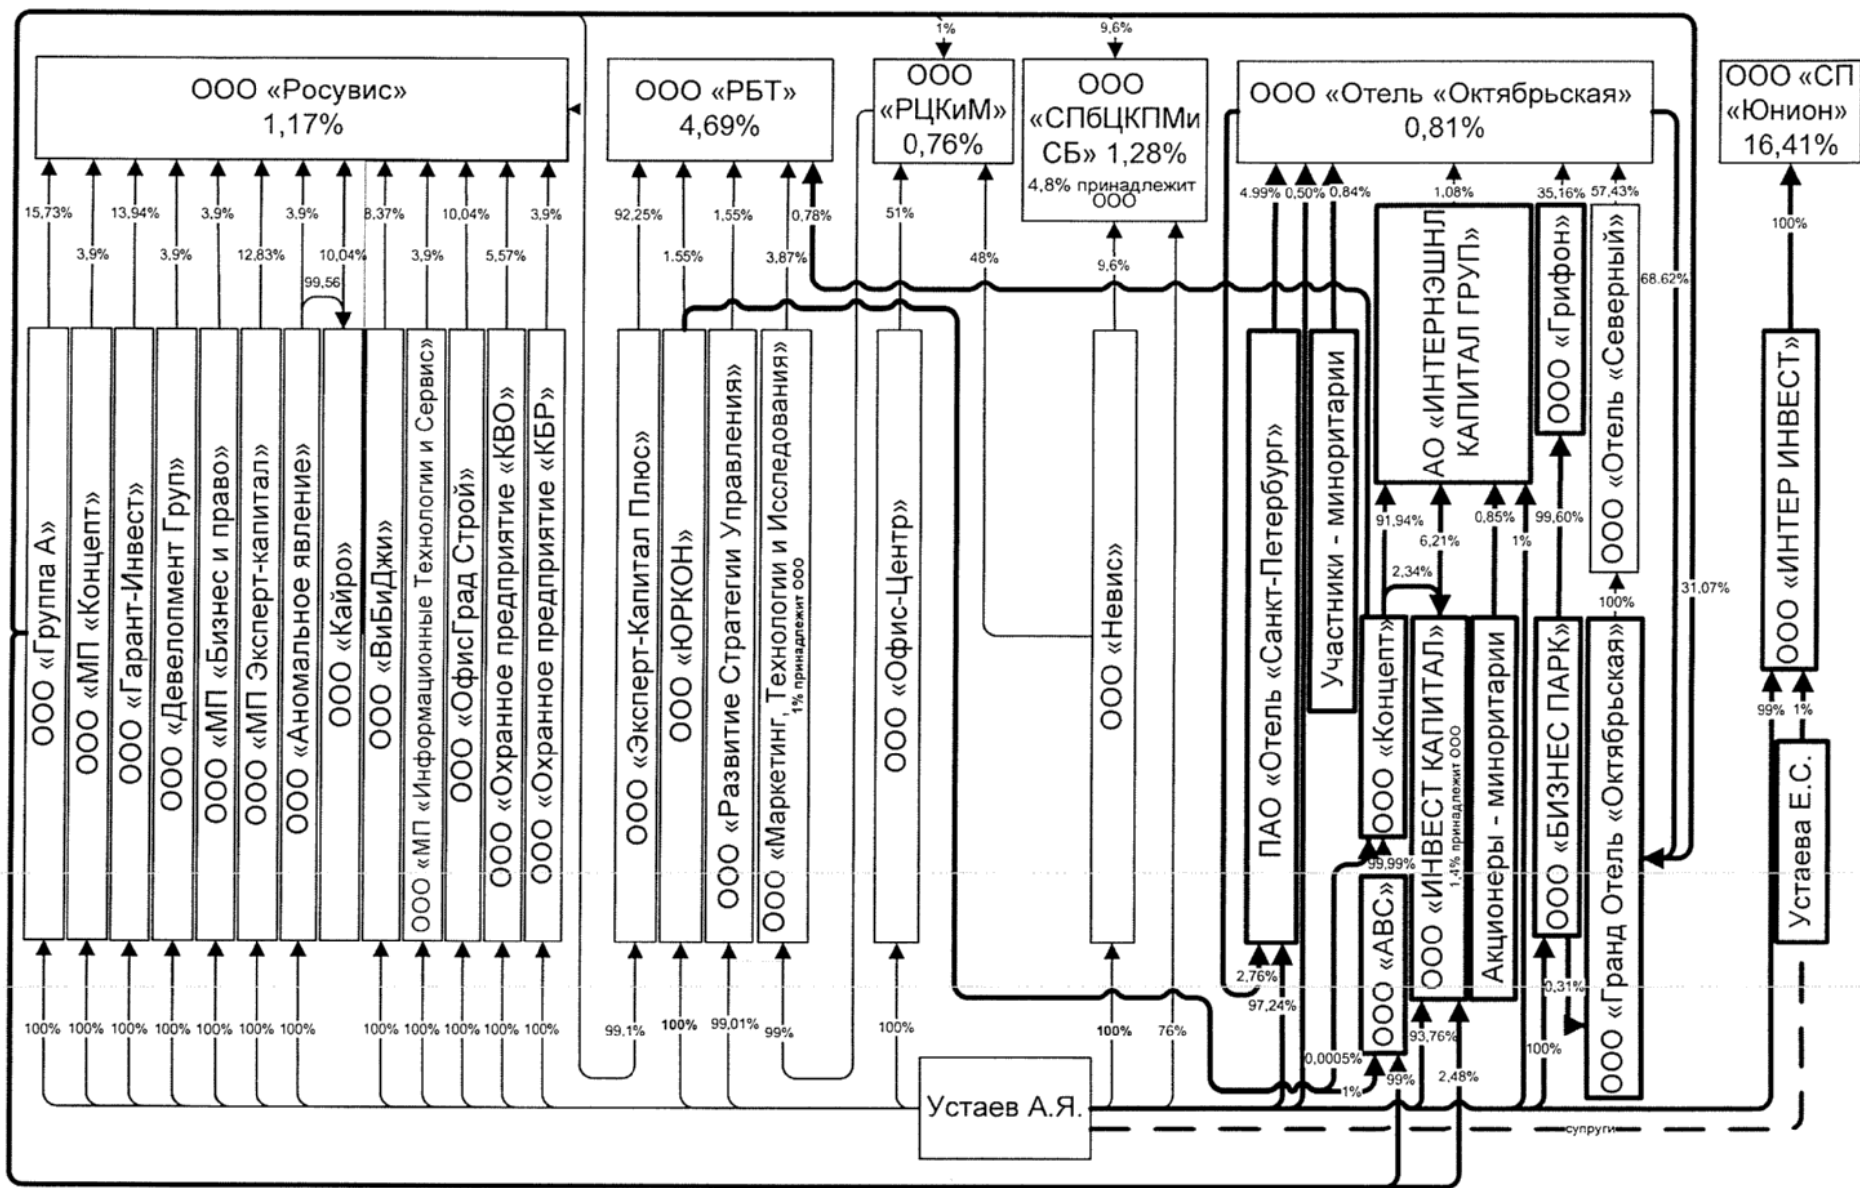 1%
9,6%
ООО «Росувис»
1,17%
ООО «РБТ»
4,69%
ООО
«РЦКиМ»
0,76%
ООО
«СПбЦКПМи
СБ» 1,28%
4,8% принадлежит
ООО
ООО «Отель «Октябрьская»
0,81%
ООО «СП
«Юнион»
16,41%
15,73%
3,9%
13,94%
3,9%
3,9%
12,83%
3,9%
10,04%
8,37%
3,9%
10,04%
5,57%
3,9%
99,56
92,25%
1.55%
1,55%
3,87%
0,78%
51%
48%
9,6%
4.99%
0,50%
0,84%
1,08%
35,16%
57,43%
68.62%
100%
ООО «Группа А»
ООО «МП «Концепт»
ООО «Гарант-Инвест»
ООО «Девелопмент Груп»
ООО «МП «Бизнес и право»
ООО «МП Эксперт-капитал»
ООО «Аномальное явление»
ООО «Кайро»
ООО «ВиБиДжи»
ООО «МП «Информационные Технологии и Сервис»
ООО «ОфисГрад Строй»
ООО «Охранное предприятие «КВО»
ООО «Охранное предприятие «КБР»
ООО «Эксперт-Капитал Плюс»
ООО «ЮРКОН»
ООО «Развитие Стратегии Управления»
ООО «Маркетинг, Технологии и Исследования»
1% принадлежит ООО
ООО «Офис-Центр»
ООО «Невис»
ПАО «Отель «Санкт-Петербург»
Участники - миноритарии
АО «ИНТЕРНЭШНЛ
КАПИТАЛ ГРУП»
ООО «Грифон»
ООО «Отель «Северный»
ООО «ИНТЕР ИНВЕСТ»
91,94%
6,21%
0,85%
1%
99,60%
2,34%
100%
31,07%
ООО «Концепт»
ООО «ИНВЕСТ КАПИТАЛ»
1,4% принадлежит ООО
Акционеры - миноритарии
ООО «БИЗНЕС ПАРК»
ООО «Гранд Отель «Октябрьская»
99%
1%
Устаева Е.С.
99,99%
ООО «АВС»
2,76%
97,24%
0,31%
100%
100%
100%
100%
100%
100%
100%
100%
100%
100%
100%
100%
99.1%
100%
99,01%
99%
100%
100%
76%
0,0005%
1%
99%
93,76%
2,48%
100%
Устаев А.Я.
супруги